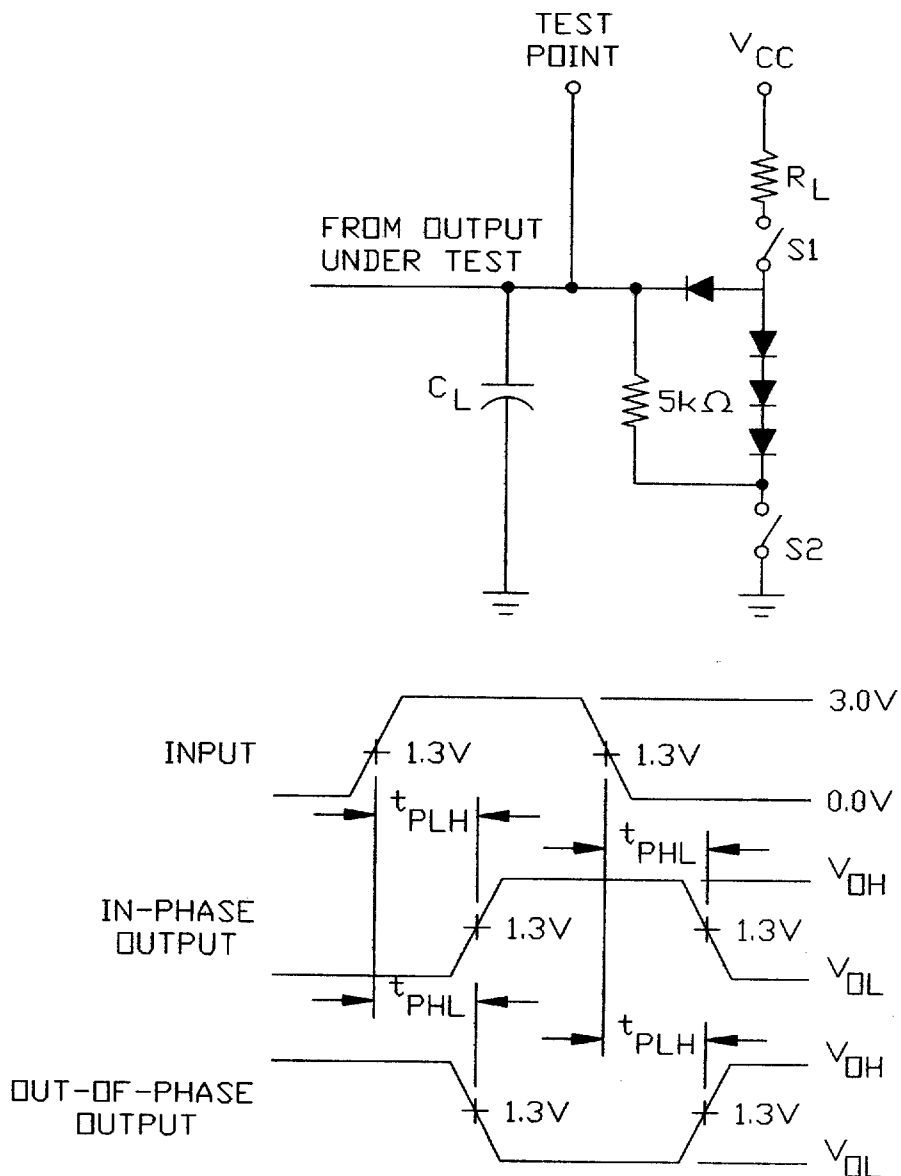 TEST
POINT
VCC
RL
S1
FROM OUTPUT
UNDER TEST
CL
5kΩ
S2
INPUT
1.3V
1.3V
3.0V
0.0V
tPLH
tPHL
IN-PHASE
OUTPUT
1.3V
1.3V
VOH
VOL
tPHL
tPLH
OUT-OF-PHASE
OUTPUT
1.3V
1.3V
VOH
VOL